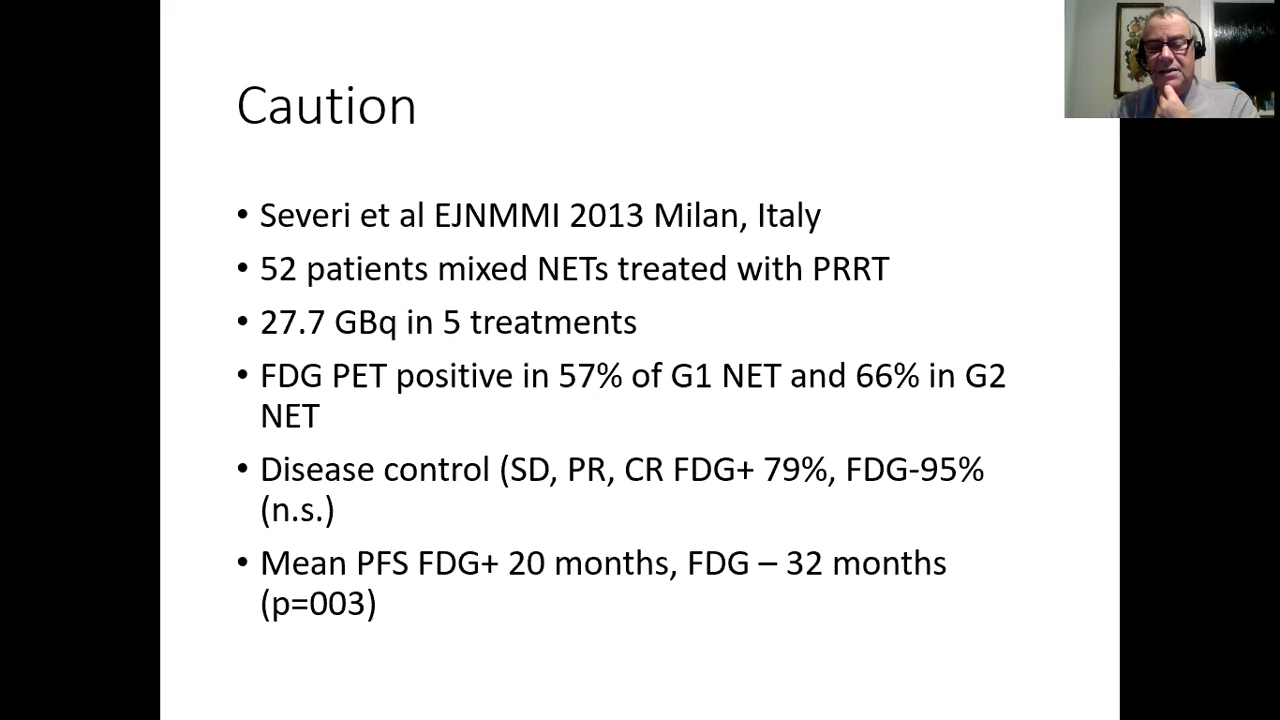 Caution
• Severi et al EJNMMI 2013 Milan, Italy
• 52 patients mixed NETs treated with PRRT
• 27.7 GBq in 5 treatments
• FDG PET positive in 57% of G1 NET and 66% in G2
NET
• Disease control (SD, PR, CR FDG+ 79%, FDG-95%
(n.s.)
• Mean PFS FDG+ 20 months, FDG – 32 months
(p=003)